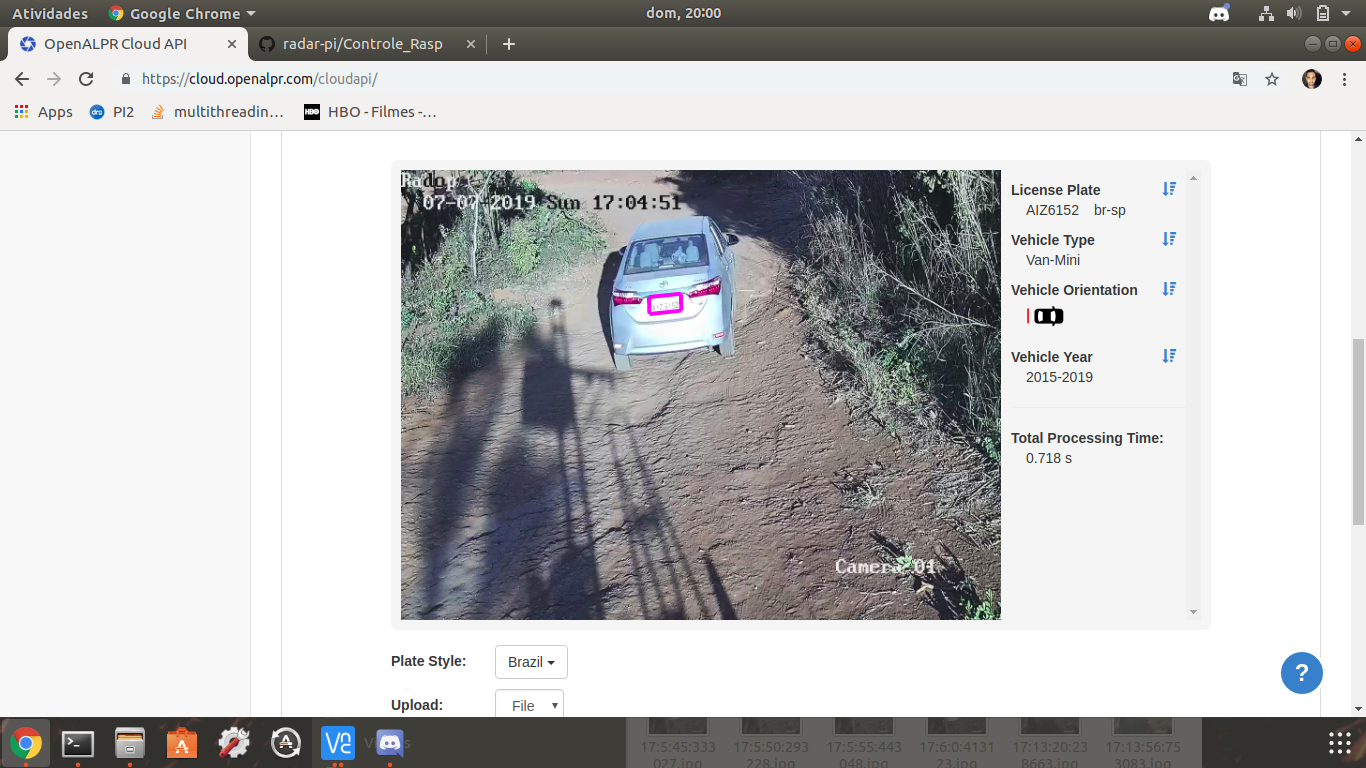 Atividades Google Chrome dom, 20:00
OpenALPR Cloud API radar-pi/Controle_Rasp
https://cloud.openalpr.com/cloudapi/
Apps dra PI2 multithreadin… HBO HBO - Filmes -…
07-07-2019 Sun 17:04:51
Camera 01
License Plate
AIZ6152 br-sp
Vehicle Type
Van-Mini
Vehicle Orientation
Vehicle Year
2015-2019
Total Processing Time:
0.718 s
Plate Style: Brazil
Upload: File
?
17:5:45:333 17:5:50:293 17:5:55:443 17:6:0:4131 17:13:20:23 17:13:56:75
027.jpg 228.jpg 048.jpg 23.jpg 8663.jpg 3083.jpg